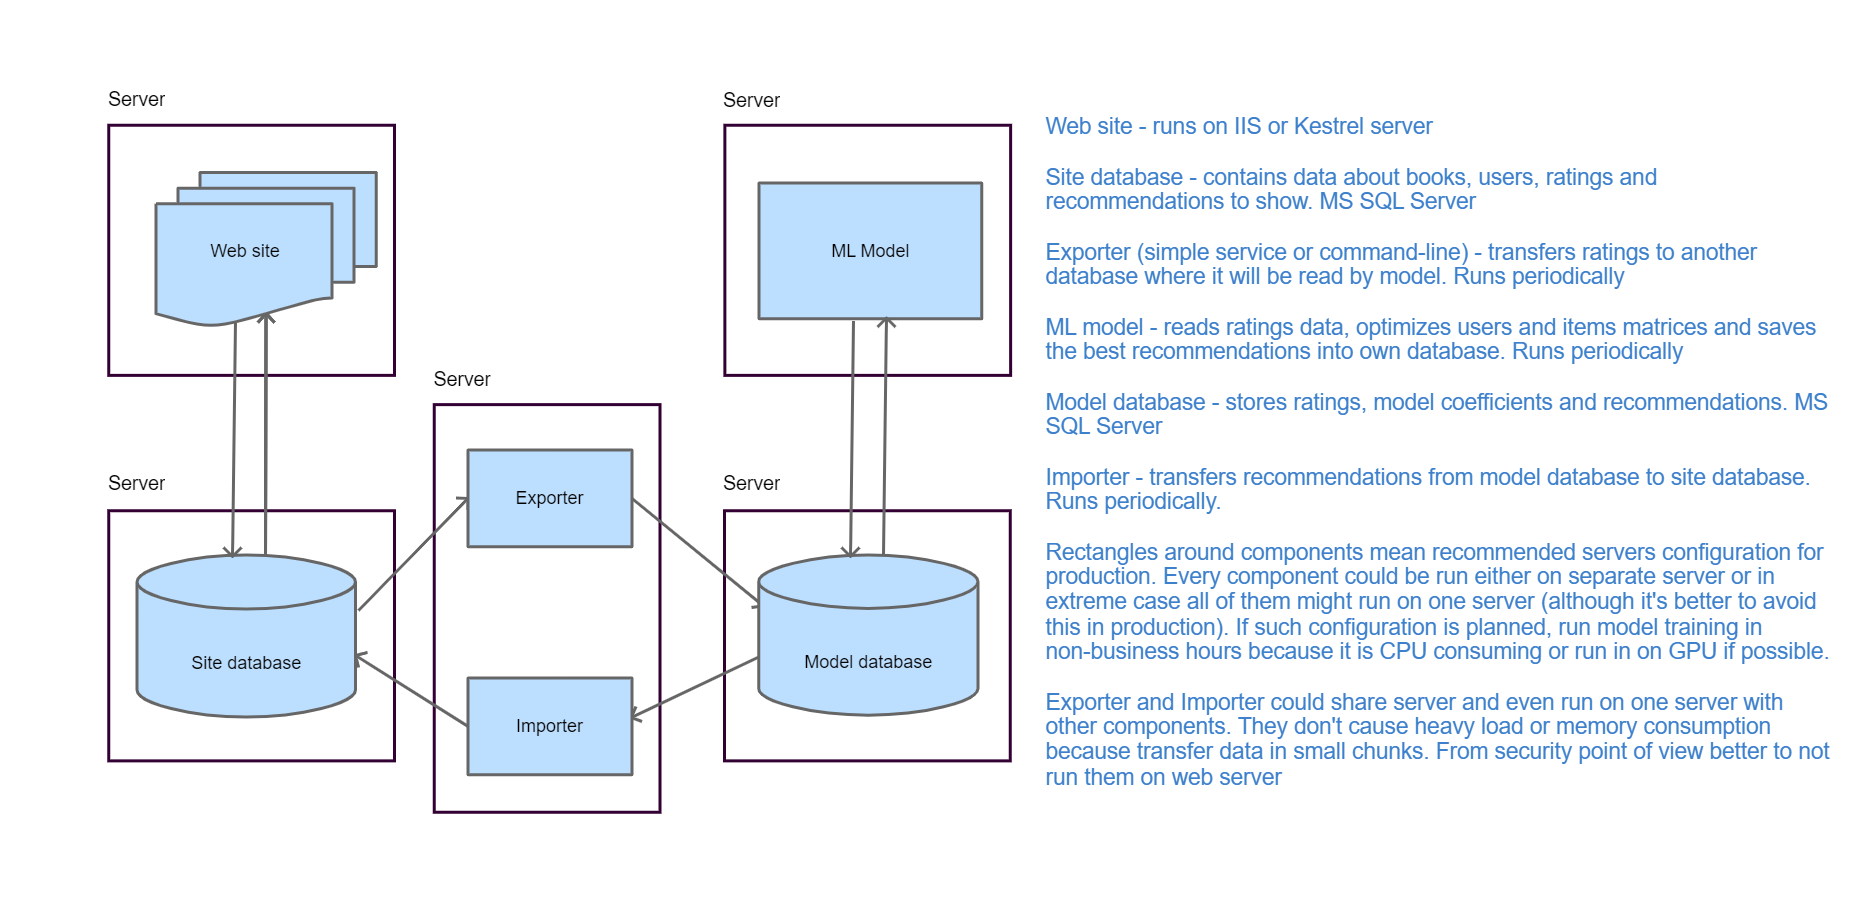 Server
Server
Web site
ML Model
Server
Server
Server
Exporter
Site database
Model database
Importer
Web site - runs on IIS or Kestrel server
Site database - contains data about books, users, ratings and
recommendations to show. MS SQL Server
Exporter (simple service or command-line) - transfers ratings to another
database where it will be read by model. Runs periodically
ML model - reads ratings data, optimizes users and items matrices and saves
the best recommendations into own database. Runs periodically
Model database - stores ratings, model coefficients and recommendations. MS
SQL Server
Importer - transfers recommendations from model database to site database.
Runs periodically.
Rectangles around components mean recommended servers configuration for
production. Every component could be run either on separate server or in
extreme case all of them might run on one server (although it's better to avoid
this in production). If such configuration is planned, run model training in
non-business hours because it is CPU consuming or run in on GPU if possible.
Exporter and Importer could share server and even run on one server with
other components. They don't cause heavy load or memory consumption
because transfer data in small chunks. From security point of view better to not
run them on web server